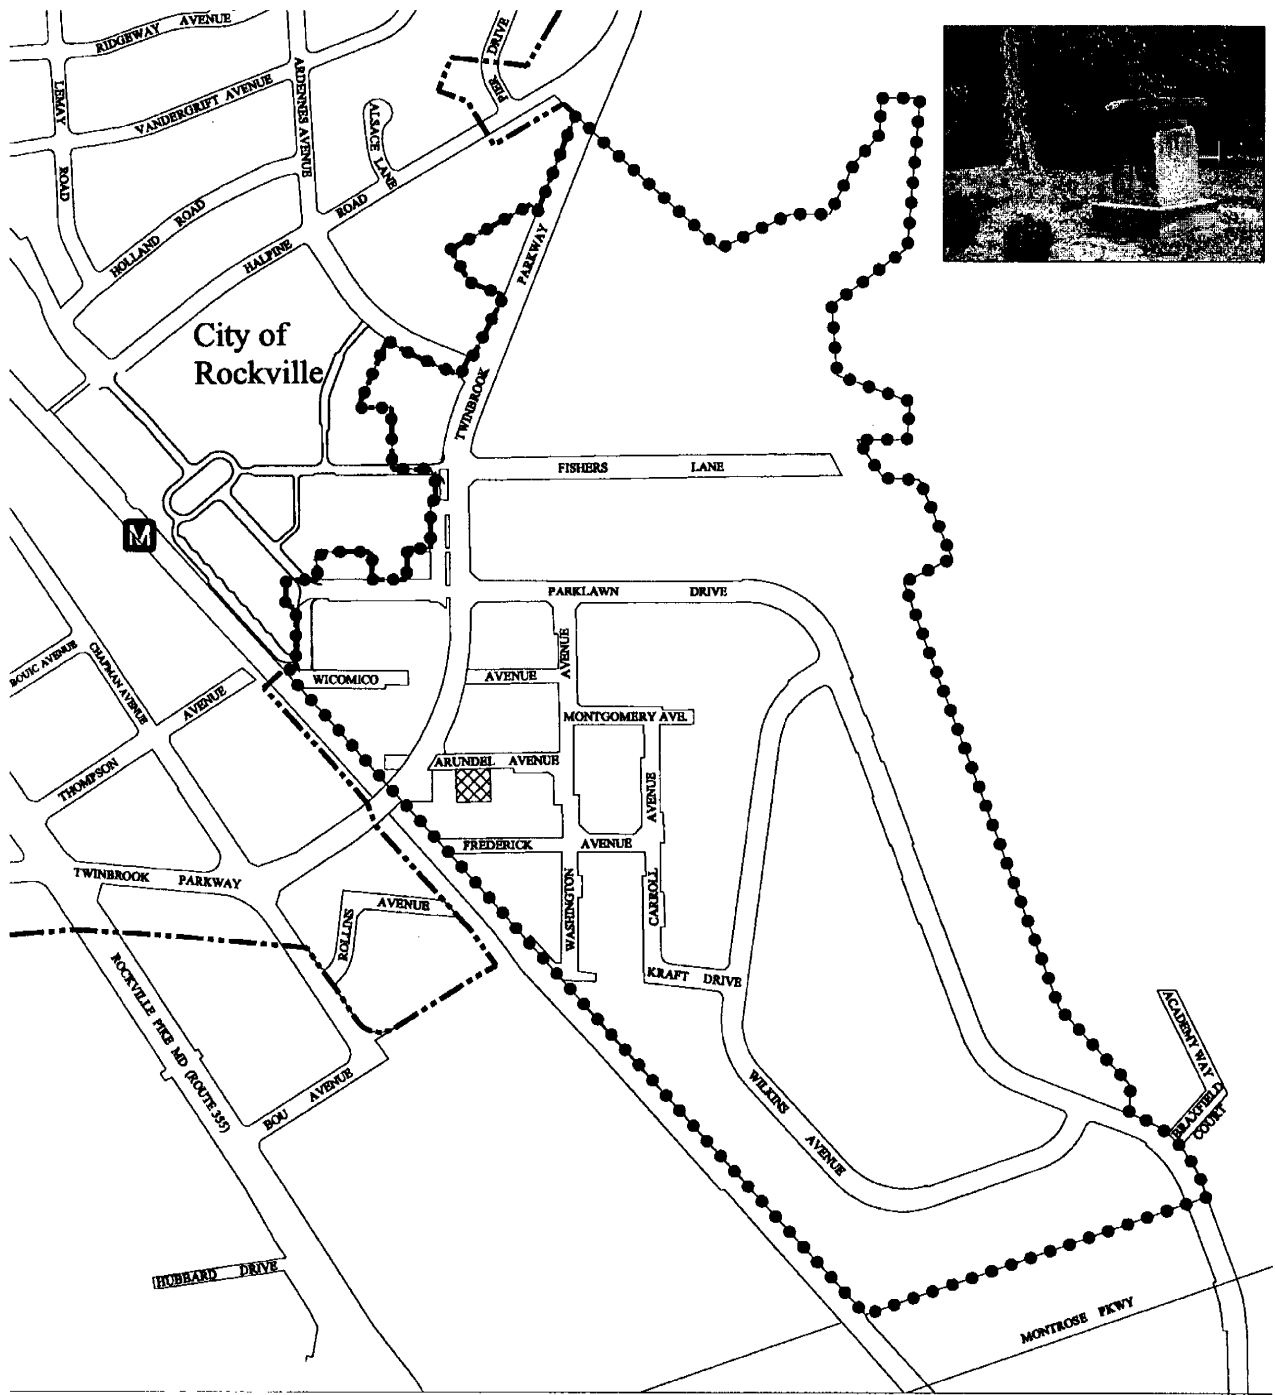 RIDGEWAY AVENUE
PIER DRIVE
LEMAY ROAD
VANDERGRIFT AVENUE
ARDENNES AVENUE
ALSACE LANE
HOLLAND ROAD
HALPINE ROAD
City of
Rockville
TWINBROOK PARKWAY
FISHERS LANE
M
PARKLAWN DRIVE
BOUIC AVENUE
CHAPMAN AVENUE
THOMPSON AVENUE
WICOMICO AVENUE
WASHINGTON AVENUE
MONTGOMERY AVE.
ARUNDEL AVENUE
FREDERICK AVENUE
CARROLL AVENUE
TWINBROOK PARKWAY
ROLLINS AVENUE
KRAFT DRIVE
ROCKVILLE PIKE MD (ROUTE 355)
BOU AVENUE
WILKINS AVENUE
ACADEMY WAY
BRAXFIELD
COURT
HUBBARD DRIVE
MONTROSE PKWY